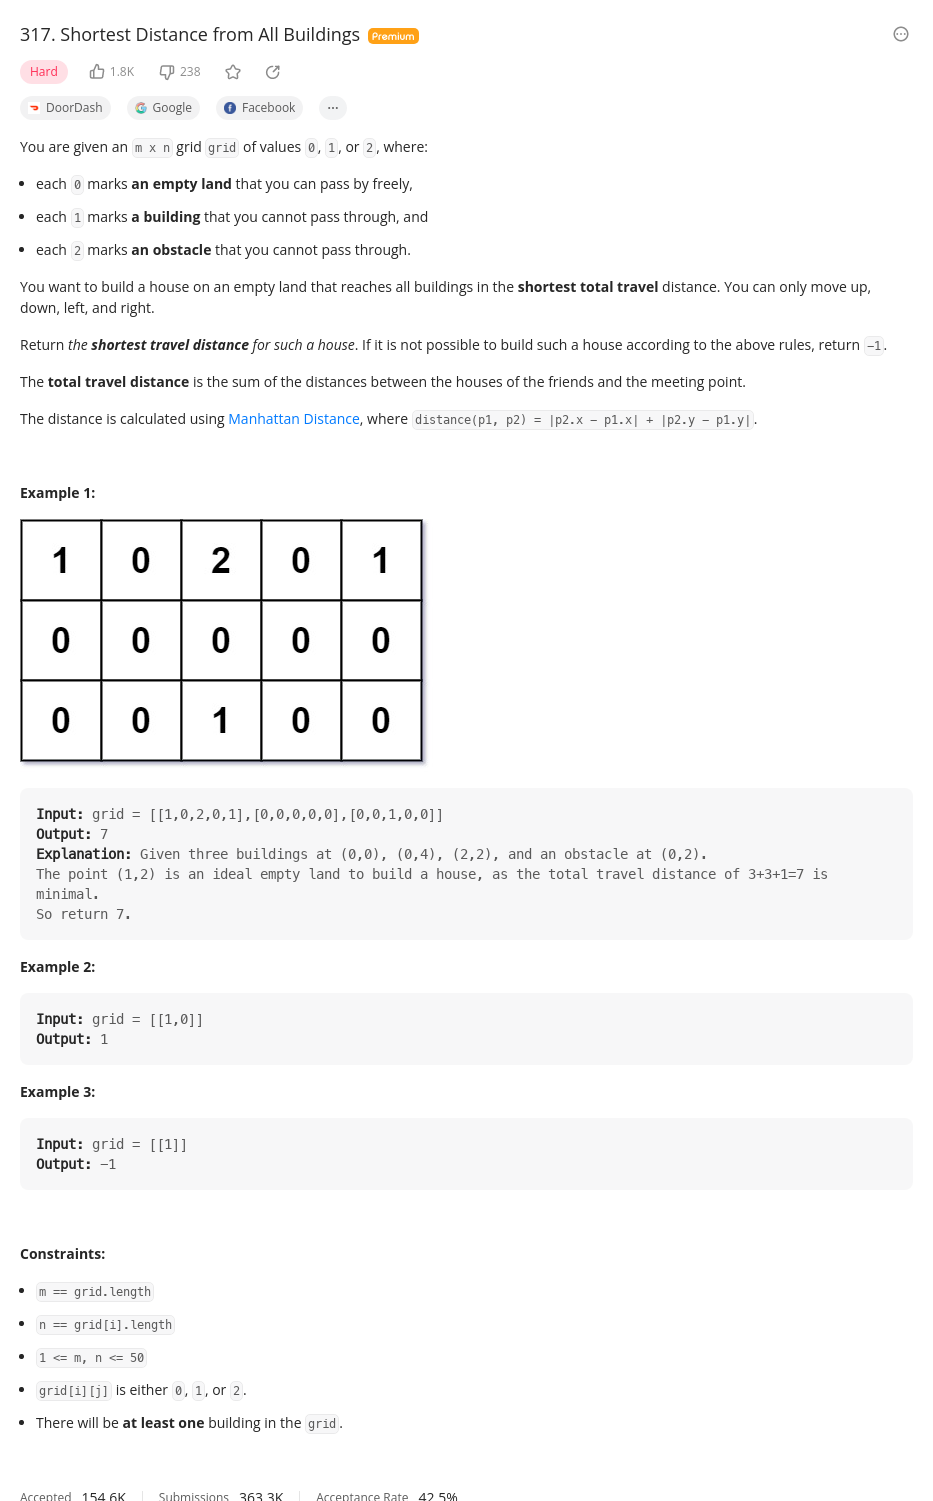 317. Shortest Distance from All Buildings Premium
Hard 1.8K 238
DoorDash Google Facebook ...
You are given an m x n grid grid of values 0, 1, or 2, where:
• each 0 marks an empty land that you can pass by freely,
• each 1 marks a building that you cannot pass through, and
• each 2 marks an obstacle that you cannot pass through.
You want to build a house on an empty land that reaches all buildings in the shortest total travel distance. You can only move up,
down, left, and right.
Return the shortest travel distance for such a house. If it is not possible to build such a house according to the above rules, return -1.
The total travel distance is the sum of the distances between the houses of the friends and the meeting point.
The distance is calculated using Manhattan Distance, where distance(p1, p2) = |p2.x - p1.x| + |p2.y - p1.y|.
Example 1:
1 0 2 0 1
0 0 0 0 0
0 0 1 0 0
Input: grid = [[1,0,2,0,1],[0,0,0,0,0],[0,0,1,0,0]]
Output: 7
Explanation: Given three buildings at (0,0), (0,4), (2,2), and an obstacle at (0,2).
The point (1,2) is an ideal empty land to build a house, as the total travel distance of 3+3+1=7 is
minimal.
So return 7.
Example 2:
Input: grid = [[1,0]]
Output: 1
Example 3:
Input: grid = [[1]]
Output: -1
Constraints:
• m == grid.length
• n == grid[i].length
• 1 <= m, n <= 50
• grid[i][j] is either 0, 1, or 2.
• There will be at least one building in the grid.
Accepted 154.6K Submissions 363.3K Acceptance Rate 42.5%